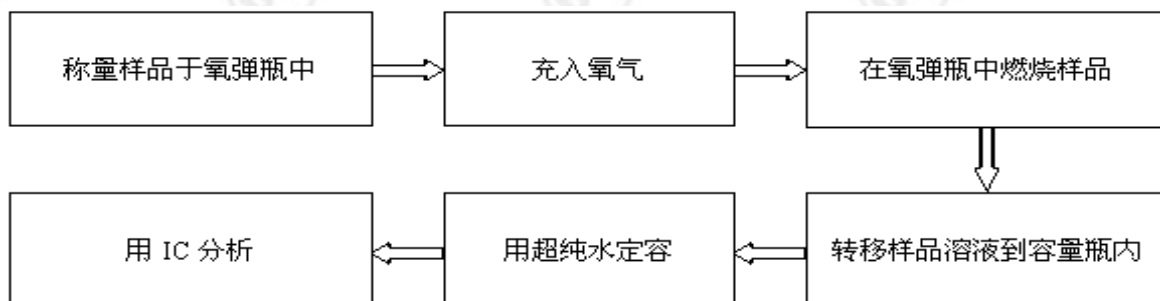 称量样品于氧弹瓶中
充入氧气
在氧弹瓶中燃烧样品
转移样品溶液到容量瓶内
用超纯水定容
用 IC 分析